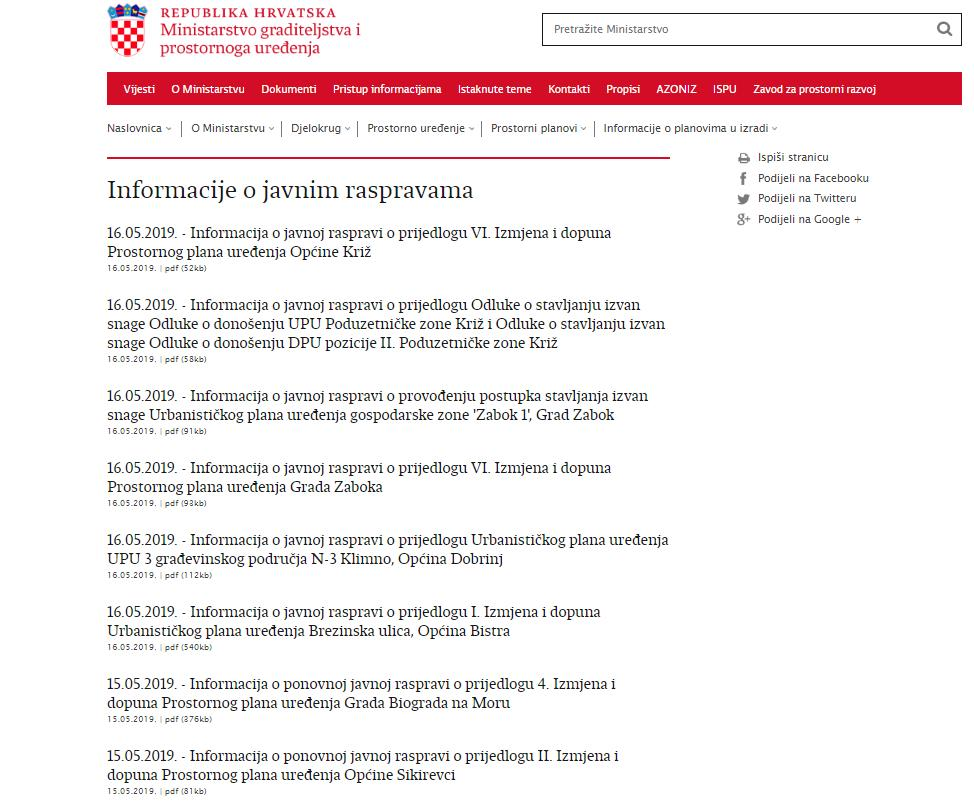 REPUBLIKA HRVATSKA
Ministarstvo graditeljstva i
prostornoga uređenja
Pretražite Ministarstvo
Vijesti O Ministarstvu Dokumenti Pristup informacijama Istaknute teme Kontakti Propisi AZONIZ ISPU Zavod za prostorni razvoj
Naslovnica O Ministarstvu Djelokrug Prostorno uređenje Prostorni planovi Informacije o planovima u izradi
Ispiši stranicu
Podijeli na Facebooku
Podijeli na Twitteru
Podijeli na Google +
Informacije o javnim raspravama
16.05.2019. - Informacija o javnoj raspravi o prijedlogu VI. Izmjena i dopuna
Prostornog plana uređenja Općine Križ
16.05.2019. | pdf (52kb)
16.05.2019. - Informacija o javnoj raspravi o prijedlogu Odluke o stavljanju izvan
snage Odluke o donošenju UPU Poduzetničke zone Križ i Odluke o stavljanju izvan
snage Odluke o donošenju DPU pozicije II. Poduzetničke zone Križ
16.05.2019. | pdf (58kb)
16.05.2019. - Informacija o javnoj raspravi o provođenju postupka stavljanja izvan
snage Urbanističkog plana uređenja gospodarske zone 'Zabok 1', Grad Zabok
16.05.2019. | pdf (91kb)
16.05.2019. - Informacija o javnoj raspravi o prijedlogu VI. Izmjena i dopuna
Prostornog plana uređenja Grada Zaboka
16.05.2019. | pdf (93kb)
16.05.2019. - Informacija o javnoj raspravi o prijedlogu Urbanističkog plana uređenja
UPU 3 građevinskog područja N-3 Klimno, Općina Dobrinj
16.05.2019. | pdf (112kb)
16.05.2019. - Informacija o javnoj raspravi o prijedlogu I. Izmjena i dopuna
Urbanističkog plana uređenja Brezinska ulica, Općina Bistra
16.05.2019. | pdf (540kb)
15.05.2019. - Informacija o ponovnoj javnoj raspravi o prijedlogu 4. Izmjena i
dopuna Prostornog plana uređenja Grada Biograda na Moru
15.05.2019. | pdf (376kb)
15.05.2019. - Informacija o ponovnoj javnoj raspravi o prijedlogu II. Izmjena i
dopuna Prostornog plana uređenja Općine Sikirevci
15.05.2019. | pdf (81kb)